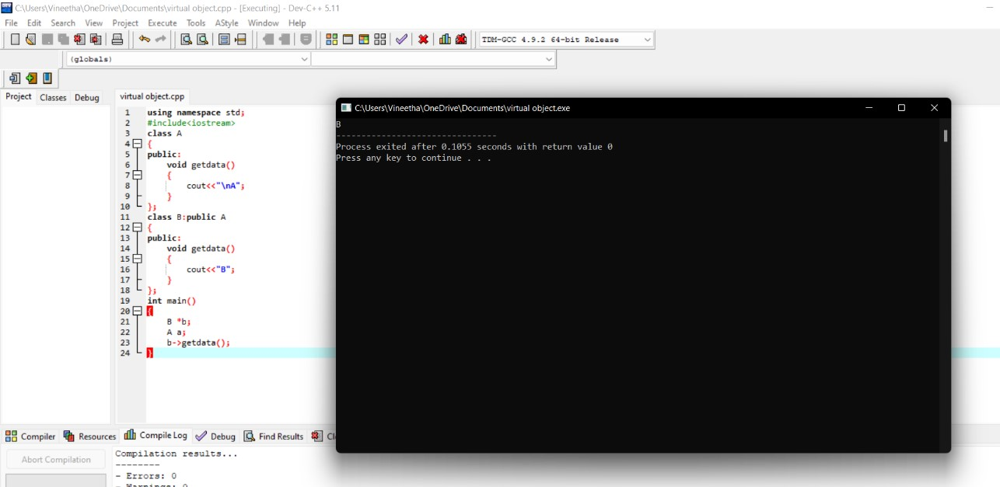 C:\Users\Vineetha\OneDrive\Documents\virtual object.cpp - [Executing] - Dev-C++ 5.11
File Edit Search View Project Execute Tools AStyle Window Help
TDM-GCC 4.9.2 64-bit Release
(globals)
Project Classes Debug
virtual object.cpp
1 using namespace std;
2 #include<iostream>
3 class A
4 {
5 public:
6 void getdata()
7 {
8 cout<<"\nA";
9 }
10 };
11 class B:public A
12 {
13 public:
14 void getdata()
15 {
16 cout<<"B";
17 }
18 };
19 int main()
20 {
21 B *b;
22 A a;
23 b->getdata();
24 }
C:\Users\Vineetha\OneDrive\Documents\virtual object.exe
B
--------------------------------
Process exited after 0.1055 seconds with return value 0
Press any key to continue . . .
Compiler Resources Compile Log Debug Find Results
Abort Compilation
Compilation results...
--------
- Errors: 0
- Warnings: 0